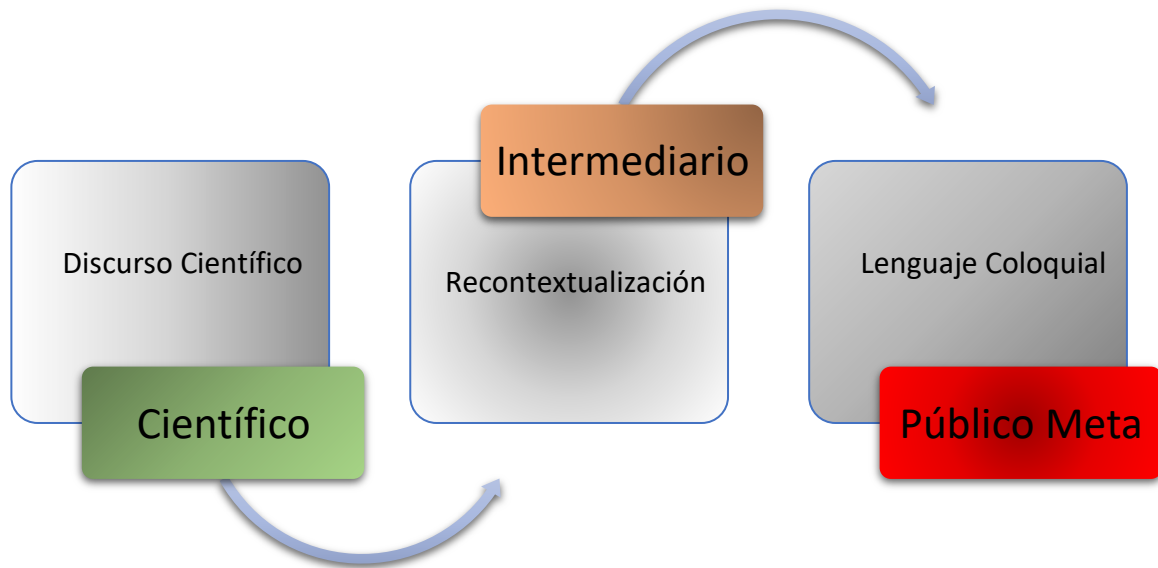 Discurso Científico
Científico
Intermediario
Recontextualización
Lenguaje Coloquial
Público Meta